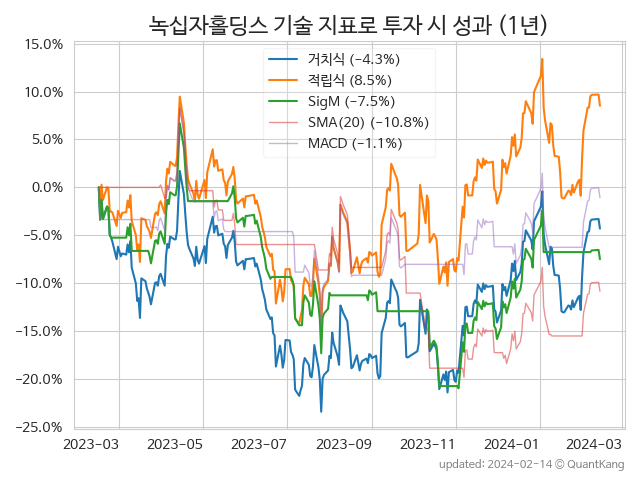 녹십자홀딩스 기술 지표로 투자 시 성과 (1년)
15.0%
10.0%
5.0%
0.0%
−5.0%
−10.0%
−15.0%
−20.0%
−25.0%
거치식 (−4.3%)
적립식 (8.5%)
SigM (−7.5%)
SMA(20) (−10.8%)
MACD (−1.1%)
2023-03 2023-05 2023-07 2023-09 2023-11 2024-01 2024-03
updated: 2024-02-14 © QuantKang